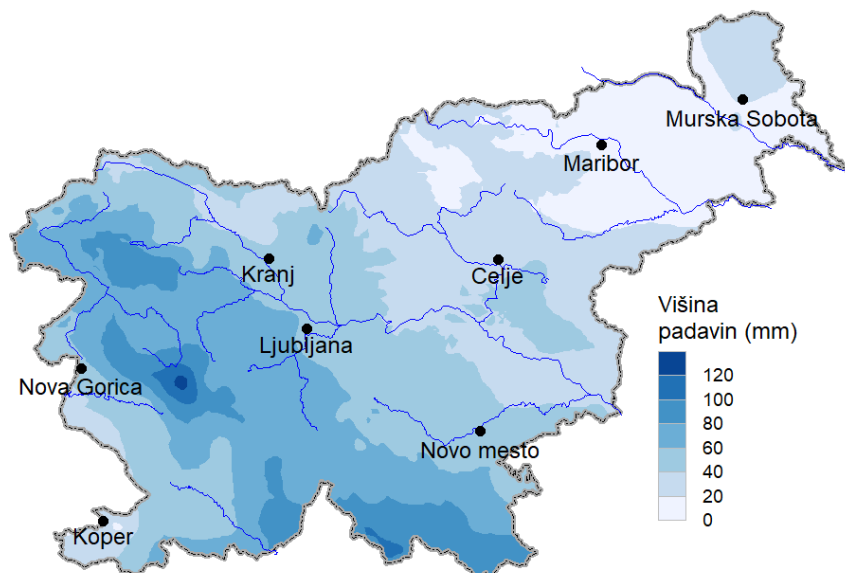 Murska Sobota
Maribor
Kranj
Celje
Višina
padavin (mm)
Ljubljana
120
Nova Gorica
100
80
60
Novo mesto
40
20
Koper
0